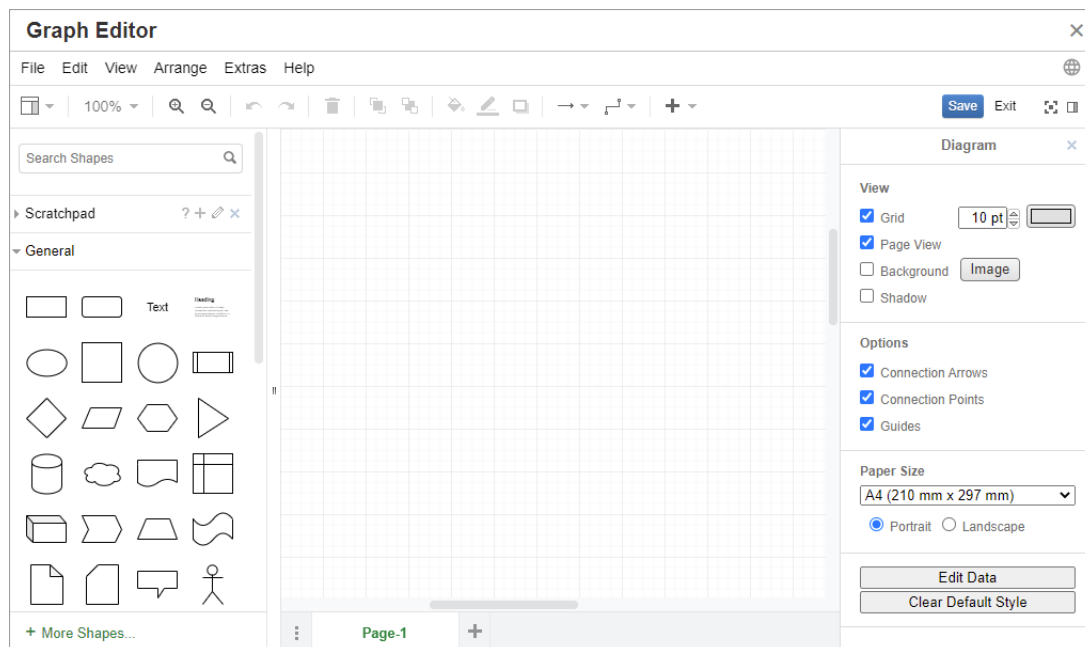 Graph Editor
File Edit View Arrange Extras Help
100% Save Exit
Search Shapes
Scratchpad ?
General
Text Heading
More Shapes...
Page-1
Diagram
View
Grid 10 pt
Page View
Background Image
Shadow
Options
Connection Arrows
Connection Points
Guides
Paper Size
A4 (210 mm x 297 mm)
Portrait Landscape
Edit Data
Clear Default Style